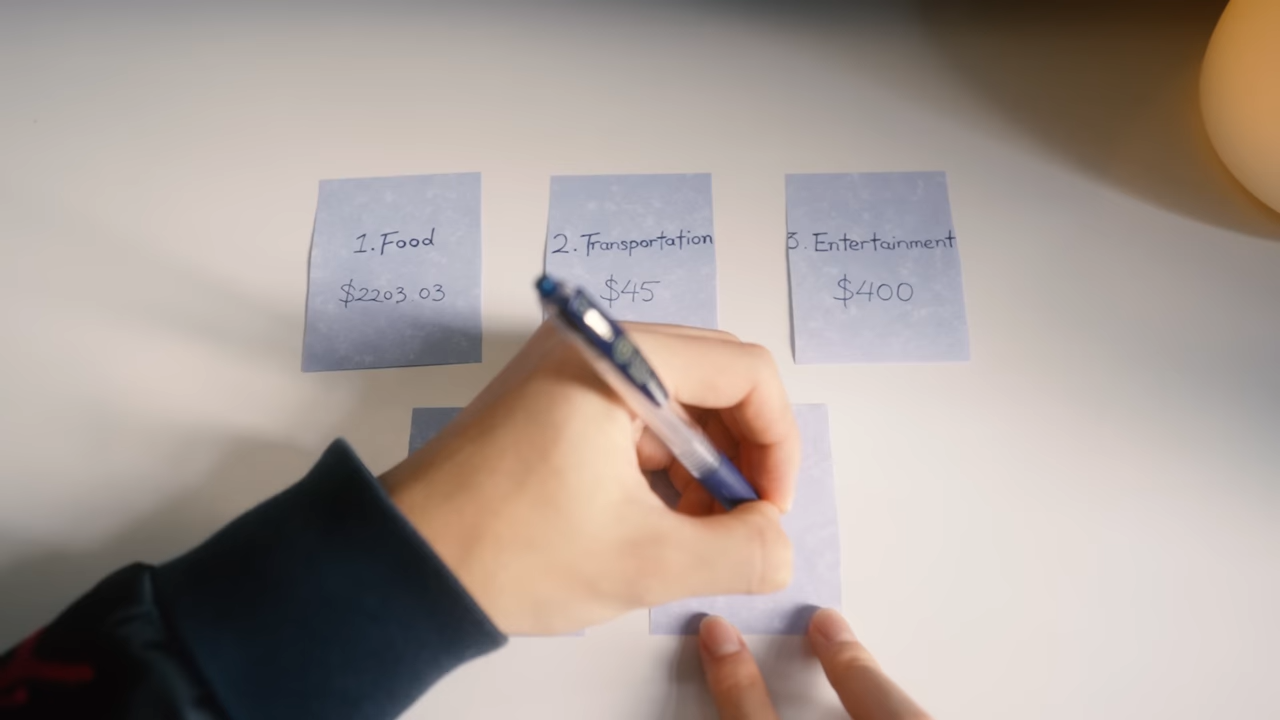 1. Food
$2203.03
2. Transportation
$45
3. Entertainment
$400